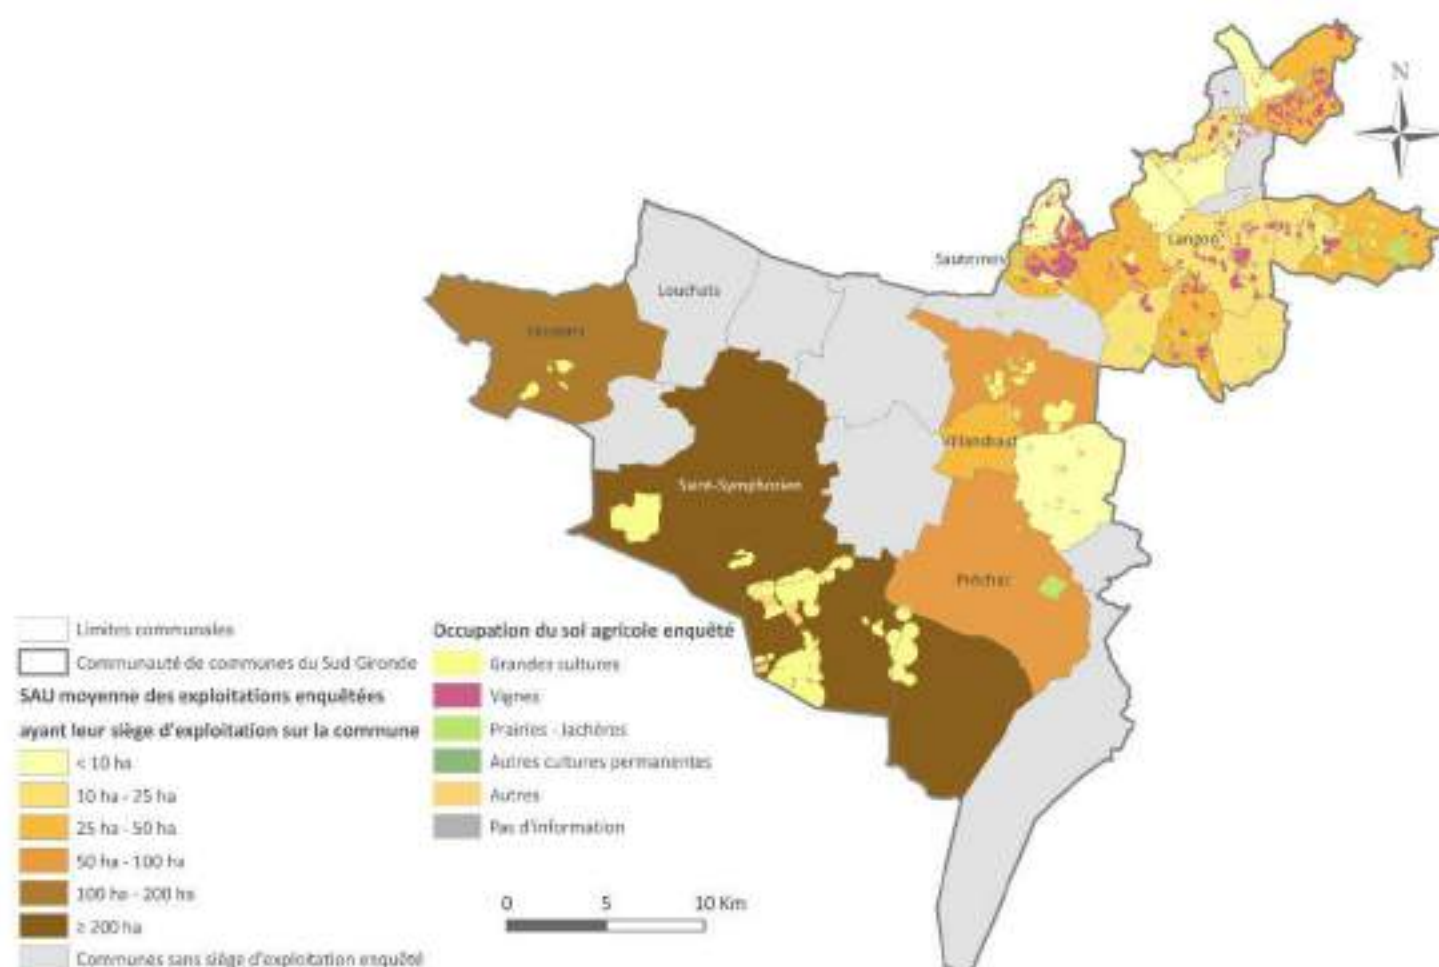 N
Langon
Sauternes
Louchats
Hostens
Villandraut
Saint-Symphorien
Préchac
Limites communales
Communauté de communes du Sud Gironde
SAU moyenne des exploitations enquêtées
ayant leur siège d'exploitation sur la commune
< 10 ha
10 ha - 25 ha
25 ha - 50 ha
50 ha - 100 ha
100 ha - 200 ha
≥ 200 ha
Communes sans siège d'exploitation enquêté
Occupation du sol agricole enquêté
Grandes cultures
Vignes
Prairies - Jachères
Autres cultures permanentes
Autres
Pas d'information
0 5 10 Km